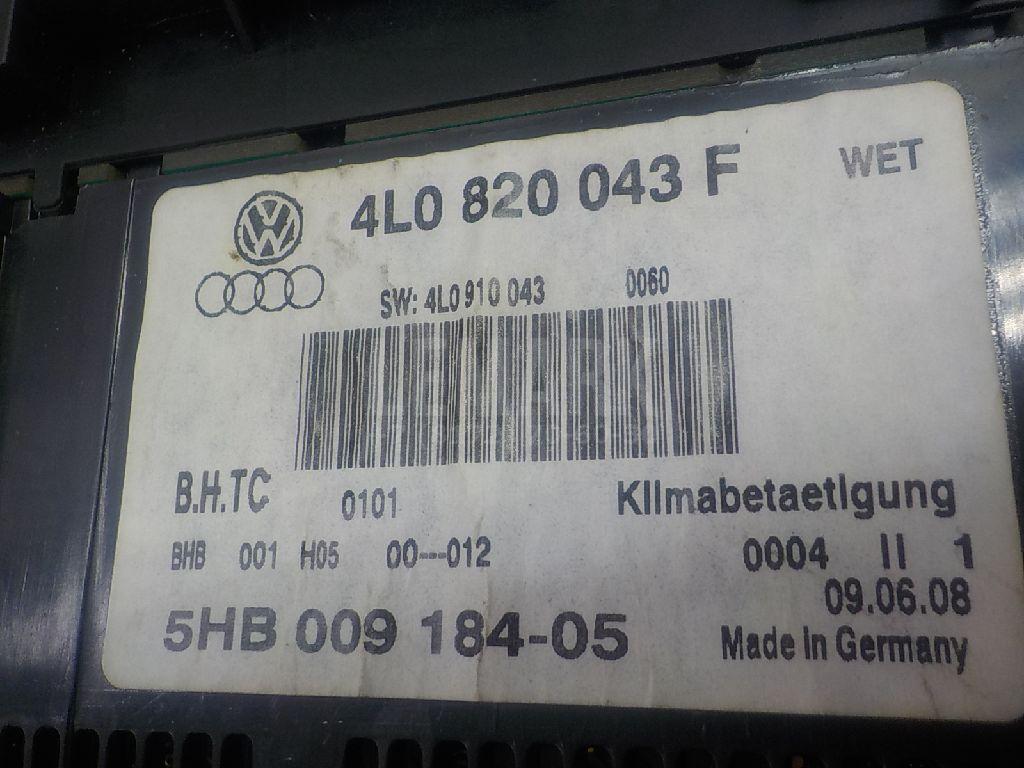 WET
4L0 820 043 F
SW: 4L0 910 043 0060
B.H.TC 0101 Klimabetaetigung
BHB 001 H05 00---012 0004 II 1
09.06.08
5HB 009 184-05 Made in Germany